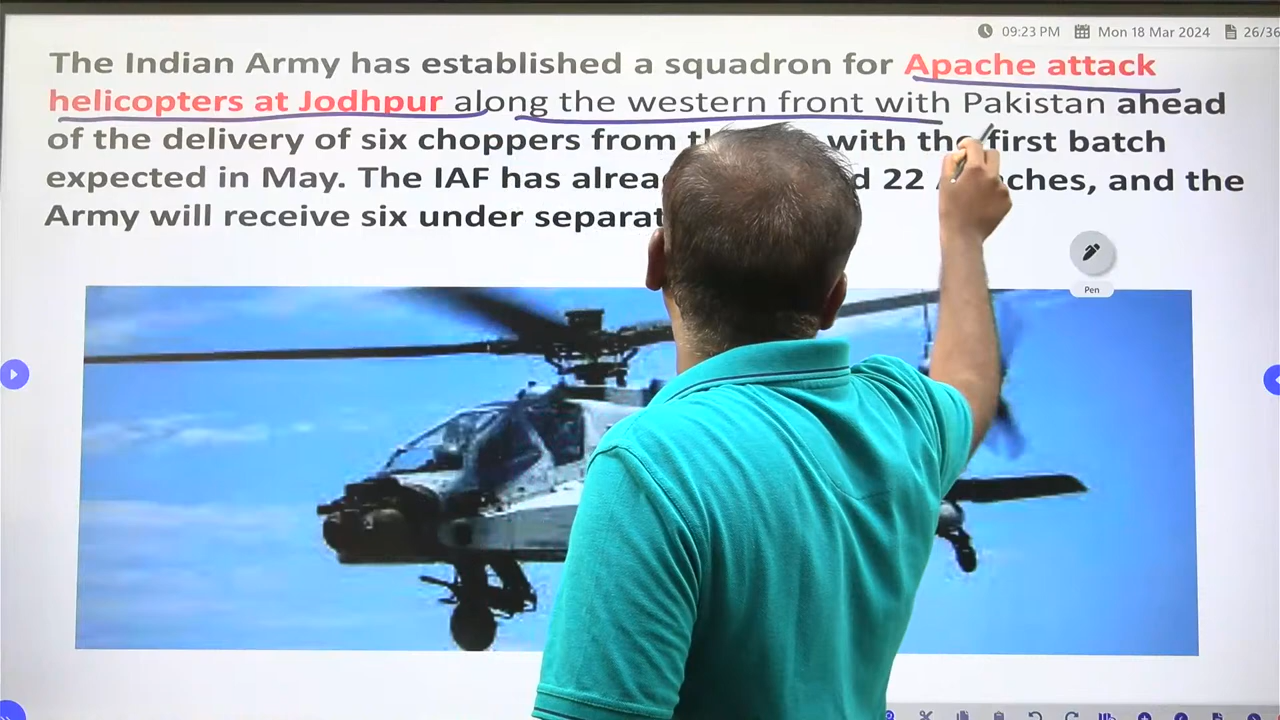 09:23 PM Mon 18 Mar 2024 26/36
The Indian Army has established a squadron for Apache attack
helicopters at Jodhpur along the western front with Pakistan ahead
of the delivery of six choppers from with the first batch
expected in May. The IAF has 22 and the
Army will receive six under
Pen